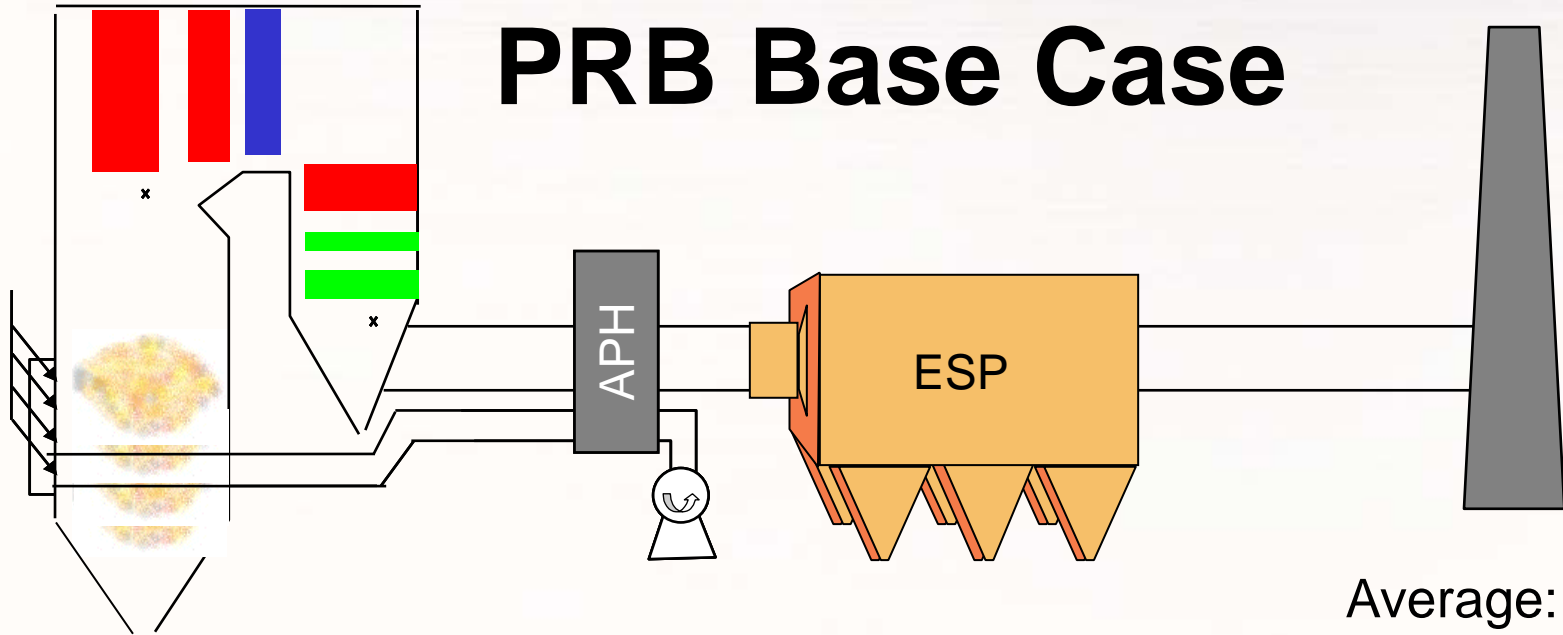 PRB Base Case
x
x
APH
ESP
Average: